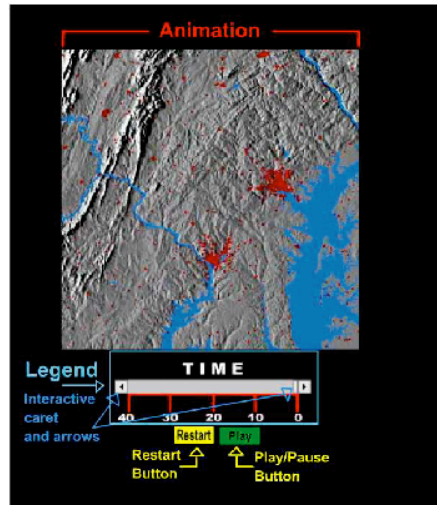 Animation
TIME
Legend
Interactive
caret
and arrows
40 30 20 10 0
Restart Play
Restart
Button
Play/Pause
Button